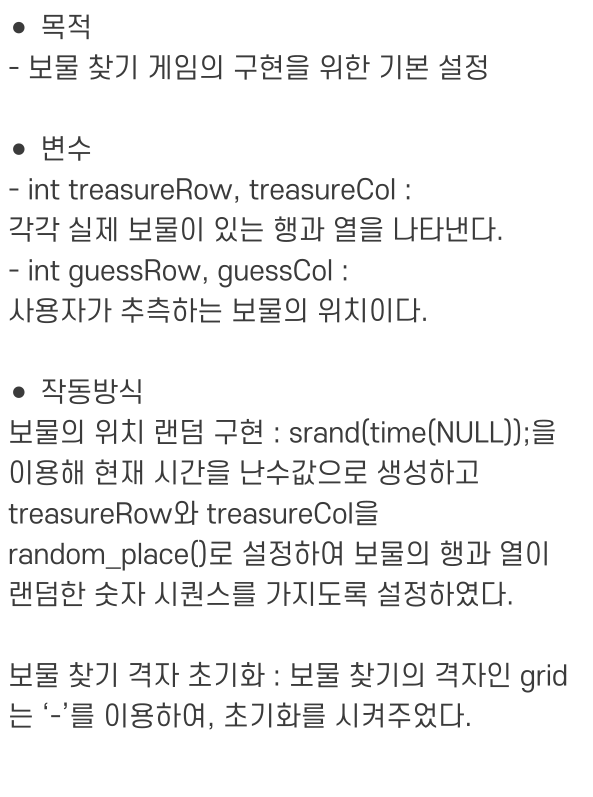 ● 목적
- 보물 찾기 게임의 구현을 위한 기본 설정
● 변수
- int treasureRow, treasureCol :
각각 실제 보물이 있는 행과 열을 나타낸다.
- int guessRow, guessCol :
사용자가 추측하는 보물의 위치이다.
● 작동방식
보물의 위치 랜덤 구현 : srand(time(NULL));을
이용해 현재 시간을 난수값으로 생성하고
treasureRow와 treasureCol을
random_place()로 설정하여 보물의 행과 열이
랜덤한 숫자 시퀀스를 가지도록 설정하였다.
보물 찾기 격자 초기화 : 보물 찾기의 격자인 grid
는 ‘-’를 이용하여, 초기화를 시켜주었다.